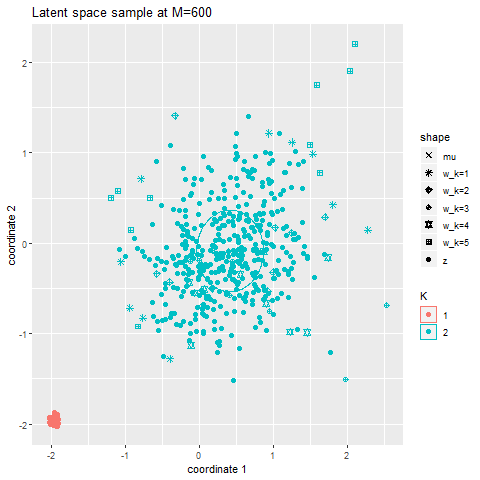 Latent space sample at M=600
shape
mu
w_k=1
w_k=2
w_k=3
w_k=4
w_k=5
z
K
1
2
coordinate 2
2
1
0
-1
-2
-2
-1
0
1
2
coordinate 1